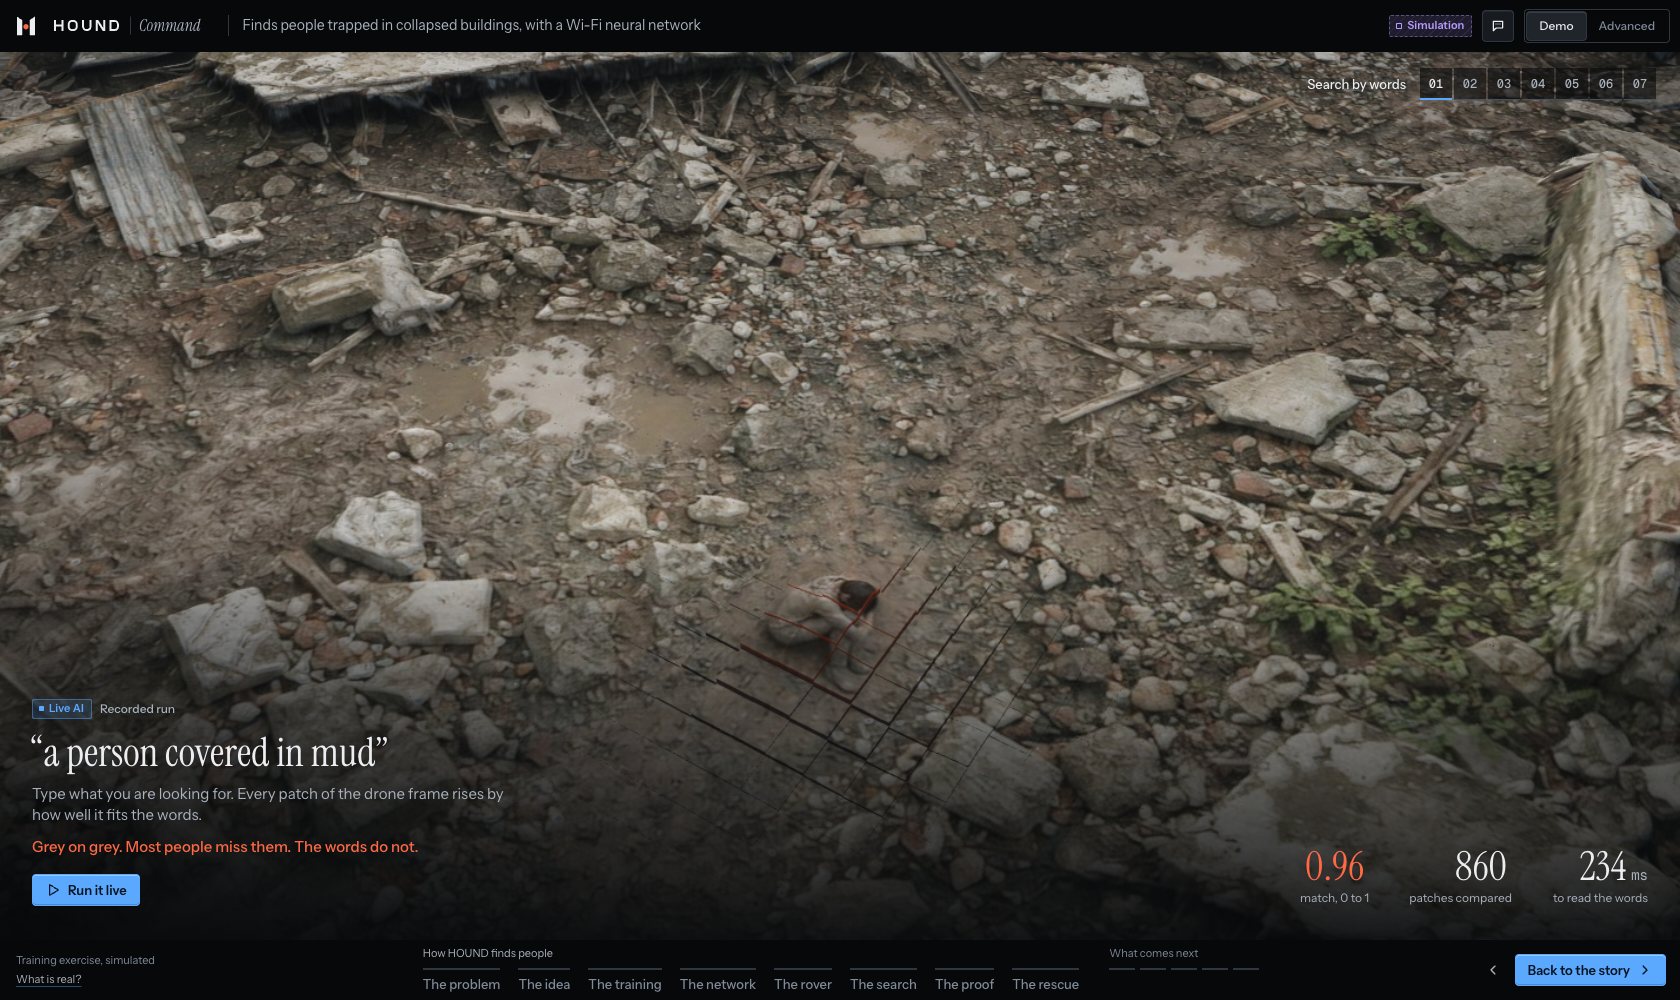 HOUND Command
Finds people trapped in collapsed buildings, with a Wi-Fi neural network
Simulation
Demo
Advanced
Search by words
01 02 03 04 05 06 07
Live AI
Recorded run
“a person covered in mud”
Type what you are looking for. Every patch of the drone frame rises by
how well it fits the words.
Grey on grey. Most people miss them. The words do not.
Run it live
0.96
match, 0 to 1
860
patches compared
234 ms
to read the words
Training exercise, simulated
What is real?
How HOUND finds people
The problem
The idea
The training
The network
The rover
The search
The proof
The rescue
What comes next
Back to the story